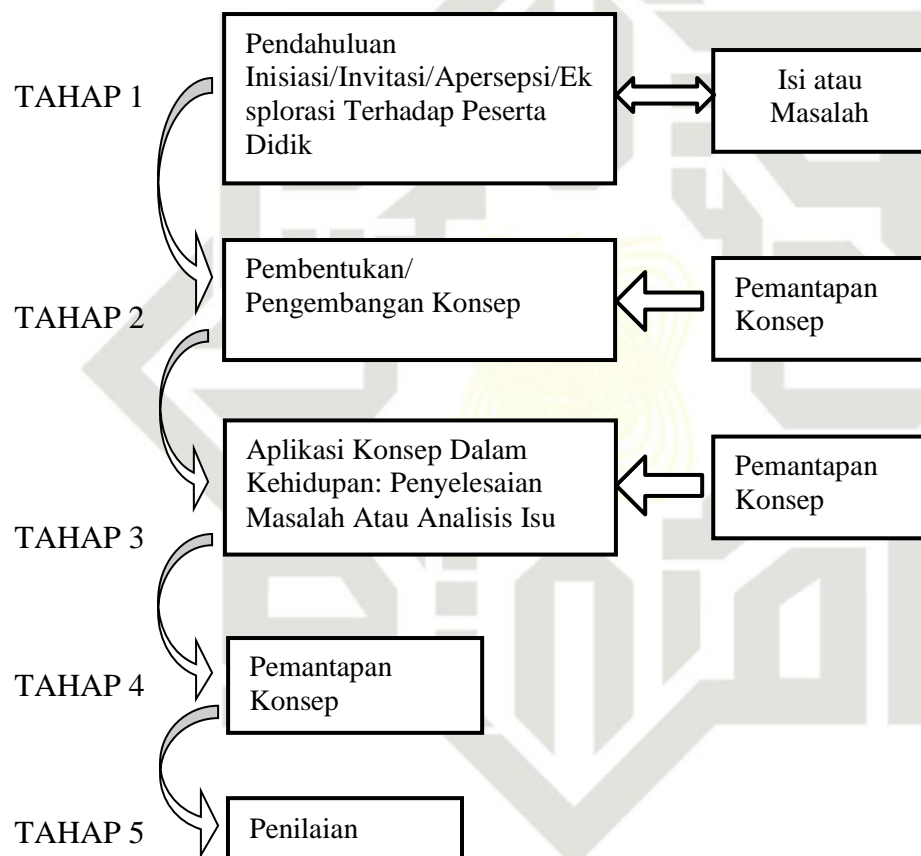 TAHAP 1
Pendahuluan
Inisiasi/Invitasi/Apersepsi/Ek
splorasi Terhadap Peserta
Didik
Isi atau
Masalah
TAHAP 2
Pembentukan/
Pengembangan Konsep
Pemantapan
Konsep
TAHAP 3
Aplikasi Konsep Dalam
Kehidupan: Penyelesaian
Masalah Atau Analisis Isu
Pemantapan
Konsep
TAHAP 4
Pemantapan
Konsep
TAHAP 5
Penilaian